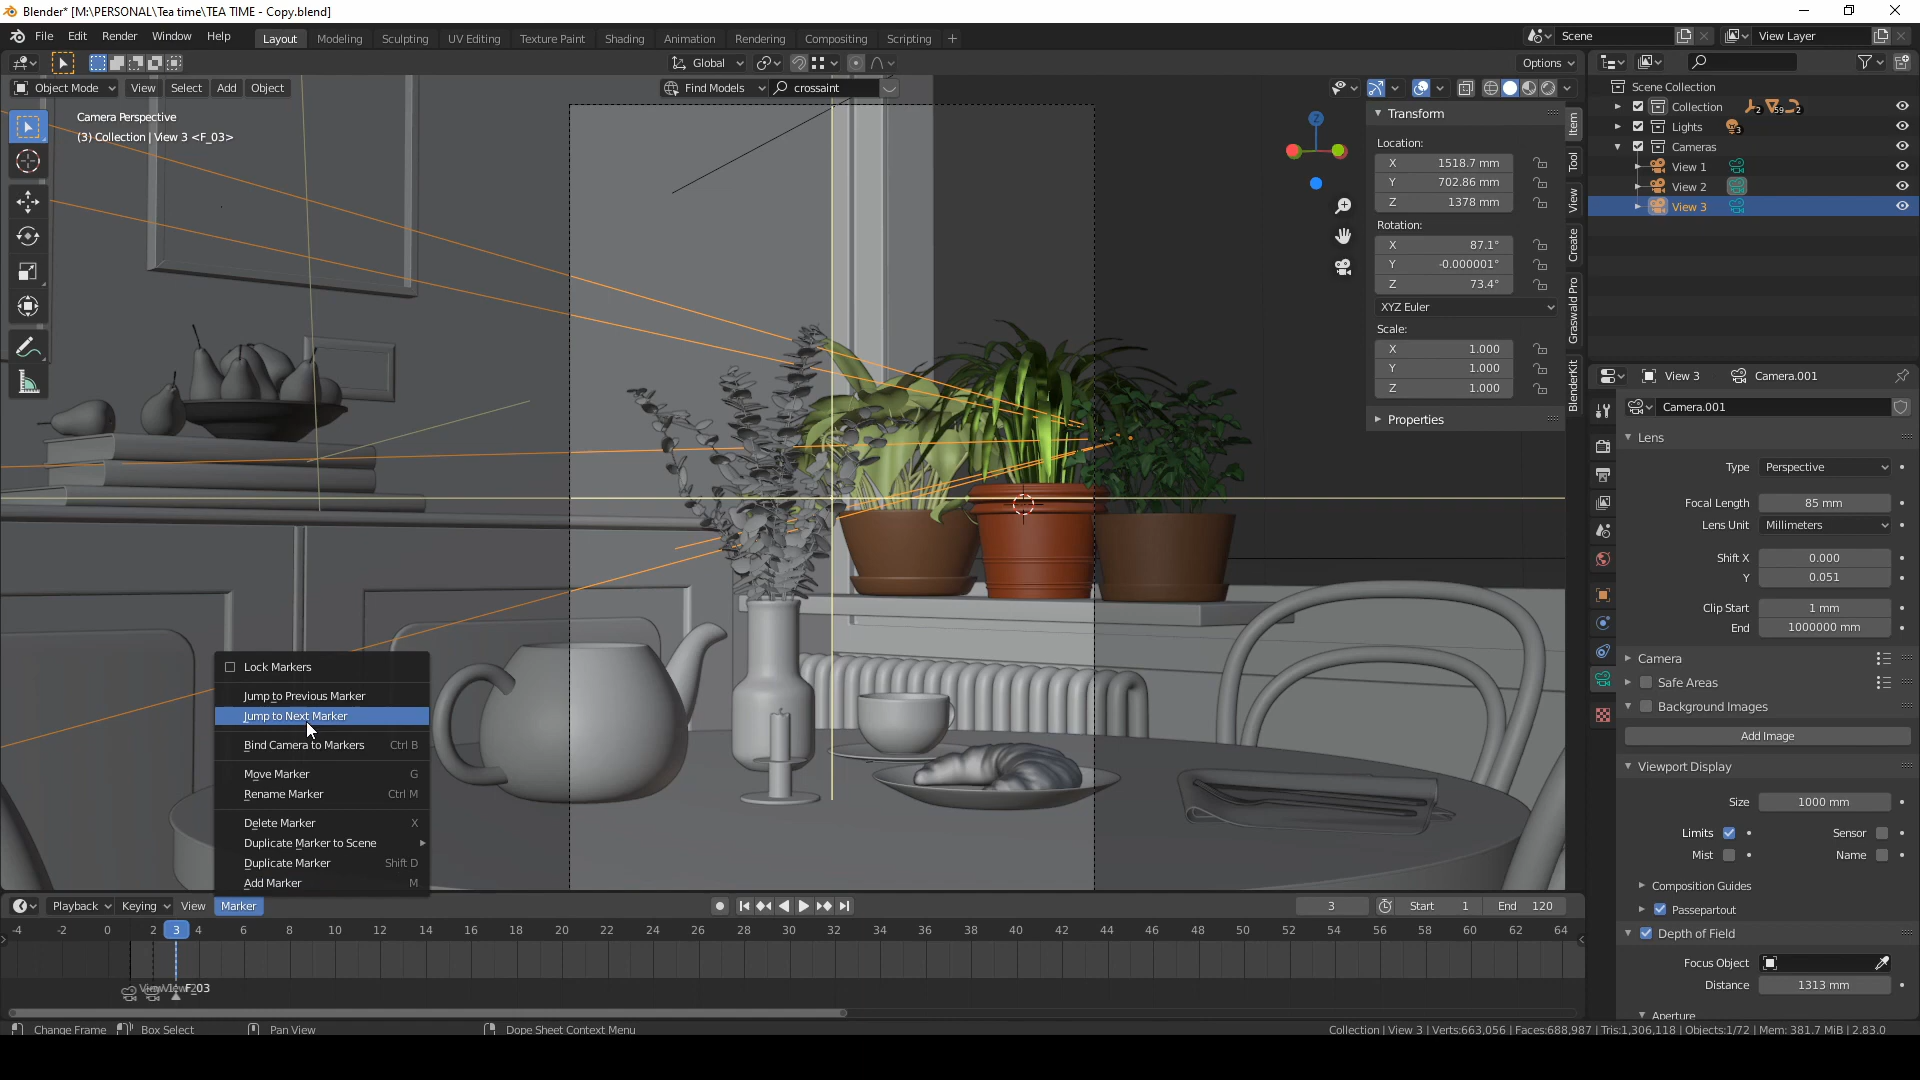 Blender* [M:\PERSONAL\Tea time\TEA TIME - Copy.blend]
File Edit Render Window Help Layout Modeling Sculpting UV Editing Texture Paint Shading Animation Rendering Compositing Scripting + Scene View Layer
Global Options
Object Mode View Select Add Object Find Models crossaint
Camera Perspective
(3) Collection | View 3 <F_03>
Z
Transform
Location:
X 1518.7 mm
Y 702.86 mm
Z 1378 mm
Rotation:
X 87.1°
Y -0.000001°
Z 73.4°
XYZ Euler
Scale:
X 1.000
Y 1.000
Z 1.000
Properties
Item
Tool
View
Create
Graswald Pro
BlenderKit
Scene Collection
Collection 2 59 2
Lights 3
Cameras
View 1
View 2
View 3
View 3 Camera.001
Camera.001
Lens
Type Perspective
Focal Length 85 mm
Lens Unit Millimeters
Shift X 0.000
Y 0.051
Clip Start 1 mm
End 1000000 mm
Camera
Safe Areas
Background Images
Add Image
Viewport Display
Size 1000 mm
Limits Sensor
Mist Name
Composition Guides
Passepartout
Depth of Field
Focus Object
Distance 1313 mm
Aperture
Lock Markers
Jump to Previous Marker
Jump to Next Marker
Bind Camera to Markers Ctrl B
Move Marker G
Rename Marker Ctrl M
Delete Marker X
Duplicate Marker to Scene
Duplicate Marker Shift D
Add Marker M
Playback Keying View Marker 3 Start 1 End 120
-4 -2 0 2 3 4 6 8 10 12 14 16 18 20 22 24 26 28 30 32 34 36 38 40 42 44 46 48 50 52 54 56 58 60 62 64
F_03
Change Frame Box Select Pan View Dope Sheet Context Menu Collection | View 3 | Verts:663,056 | Faces:688,987 | Tris:1,306,118 | Objects:1/72 | Mem: 381.7 MiB | 2.83.0